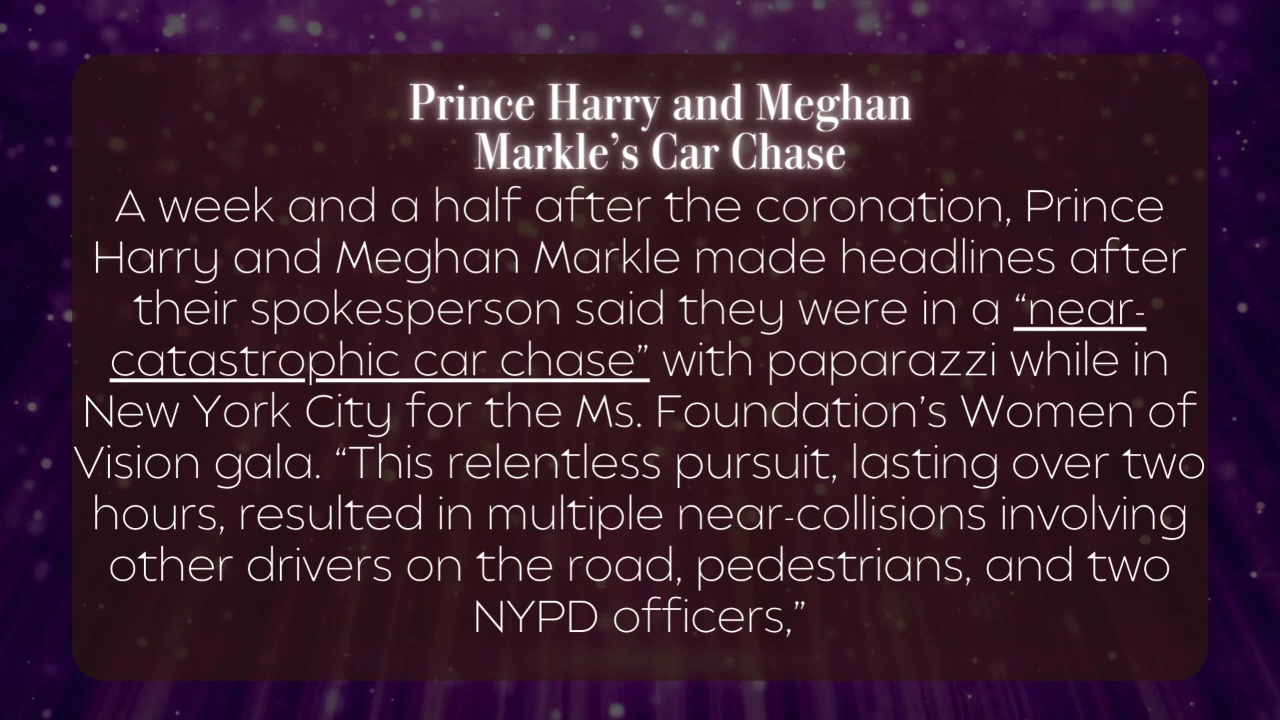 Prince Harry and Meghan
Markle’s Car Chase
A week and a half after the coronation, Prince
Harry and Meghan Markle made headlines after
their spokesperson said they were in a “near-
catastrophic car chase” with paparazzi while in
New York City for the Ms. Foundation’s Women of
Vision gala. “This relentless pursuit, lasting over two
hours, resulted in multiple near-collisions involving
other drivers on the road, pedestrians, and two
NYPD officers,”